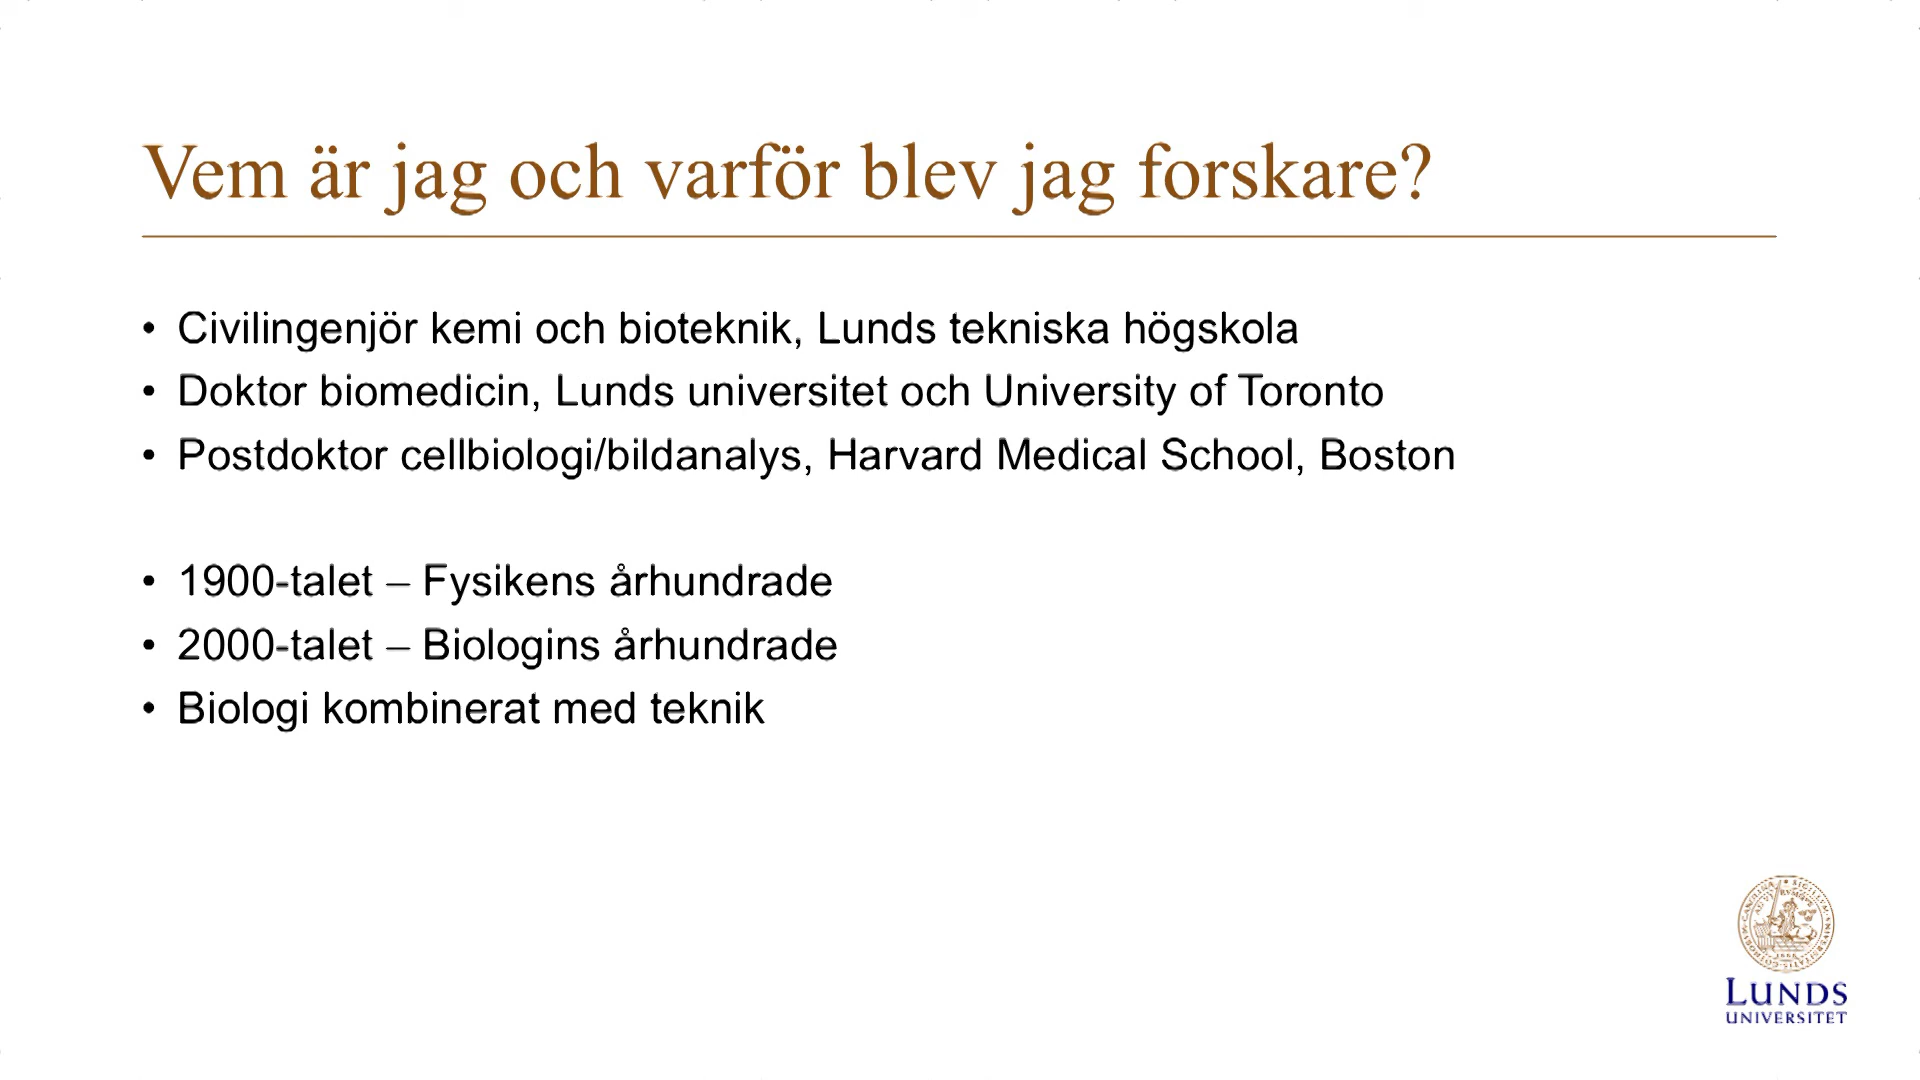 Vem är jag och varför blev jag forskare?
• Civilingenjör kemi och bioteknik, Lunds tekniska högskola
• Doktor biomedicin, Lunds universitet och University of Toronto
• Postdoktor cellbiologi/bildanalys, Harvard Medical School, Boston
• 1900-talet – Fysikens århundrade
• 2000-talet – Biologins århundrade
• Biologi kombinerat med teknik
LUNDS
UNIVERSITET